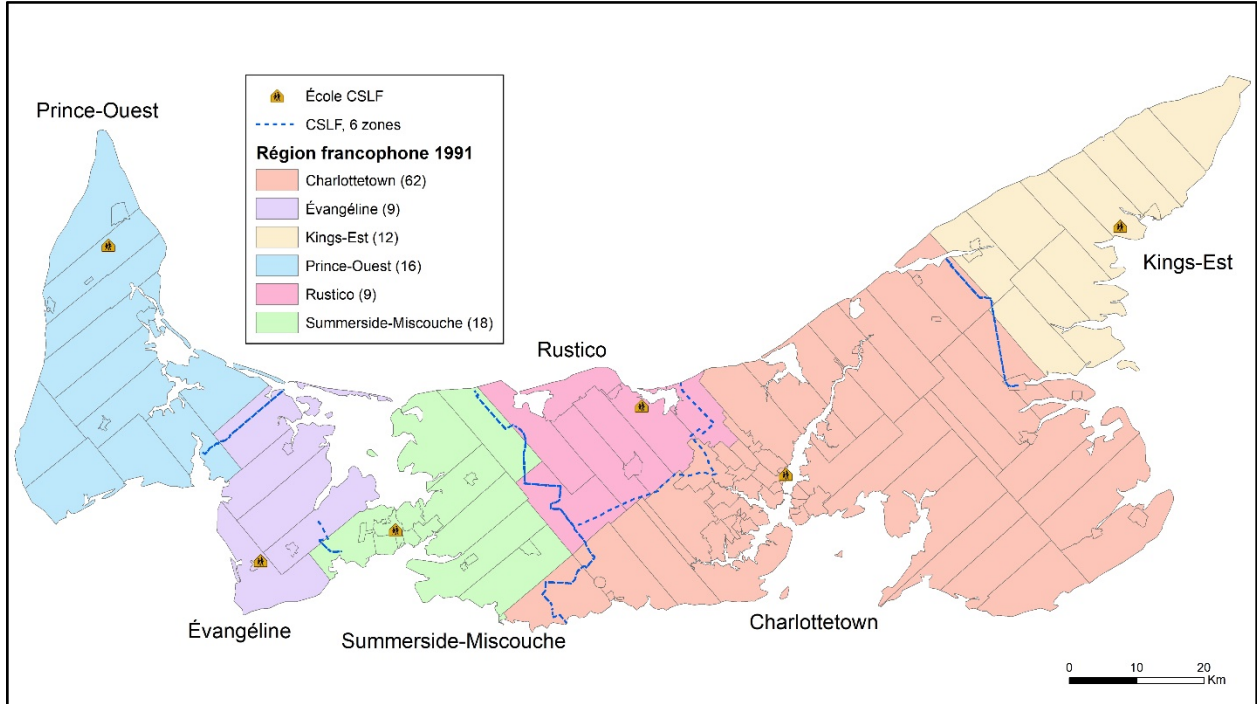 Prince-Ouest
École CSLF
CSLF, 6 zones
Région francophone 1991
Charlottetown (62)
Évangéline (9)
Kings-Est (12)
Prince-Ouest (16)
Rustico (9)
Summerside-Miscouche (18)
Kings-Est
Rustico
Évangéline
Summerside-Miscouche
Charlottetown
0 10 20
Km